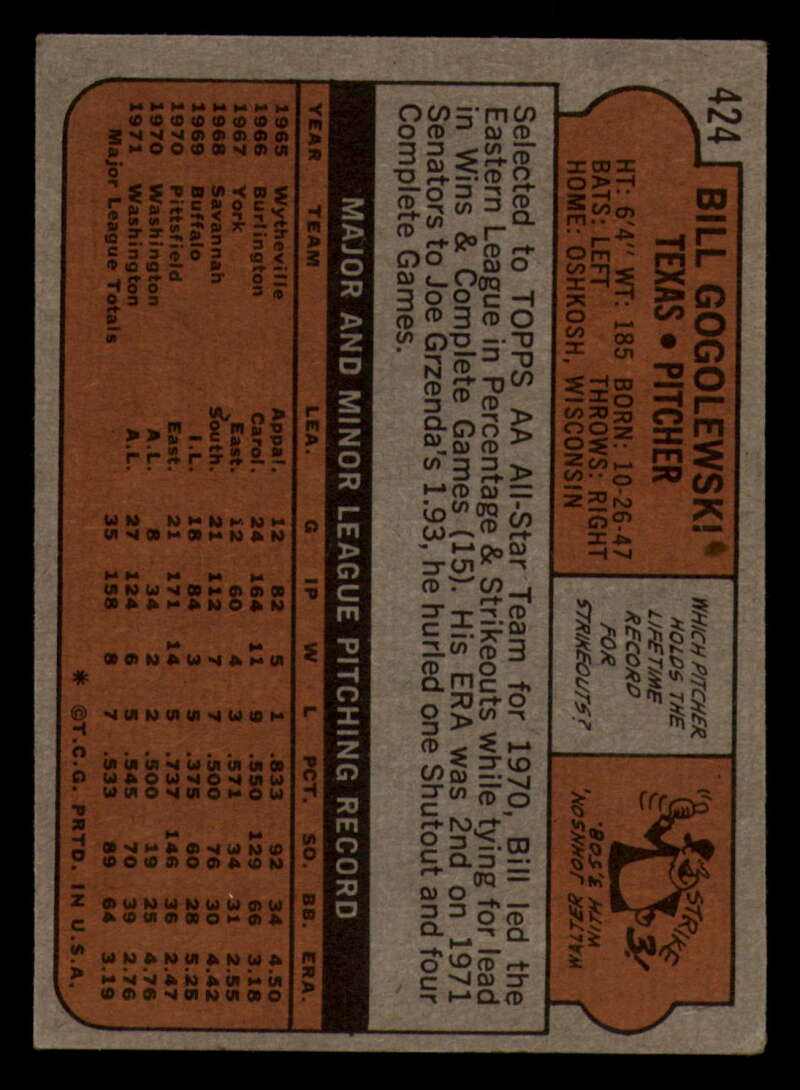 424
BILL GOGOLEWSKI
TEXAS • PITCHER
HT: 6'4" WT: 185 BORN: 10-26-47
BATS: LEFT THROWS: RIGHT
HOME: OSHKOSH, WISCONSIN
WHICH PITCHER
HOLDS THE
LIFETIME
RECORD
FOR
STRIKEOUTS?
STRIKE
3!
WALTER JOHNSON,
WITH 3,508.
Selected to TOPPS AA All-Star Team for 1970, Bill led the
Eastern League in Percentage & Strikeouts while tying for lead
in Wins & Complete Games (15). His ERA was 2nd on 1971
Senators to Joe Grzenda's 1.93, he hurled one Shutout and four
Complete Games.
MAJOR AND MINOR LEAGUE PITCHING RECORD
YEAR TEAM LEA. G IP W L PCT. SO. BB. ERA.
1965 Wytheville Appal. 12 82 5 1 .833 92 34 4.50
1966 Burlington Carol. 24 164 11 9 .550 129 66 3.18
1967 York East. 12 60 4 3 .571 34 31 2.55
1968 Savannah South. 21 112 7 7 .500 76 30 4.42
1969 Buffalo I.L. 18 84 3 5 .375 60 28 5.25
1970 Pittsfield East. 21 171 14 5 .737 146 36 2.47
1970 Washington A.L. 8 34 2 2 .500 19 25 4.76
1971 Washington A.L. 27 124 6 5 .545 70 39 2.76
Major League Totals 35 158 8 7 .533 89 64 3.19
* ©T.C.G. PRTD. IN U.S.A.